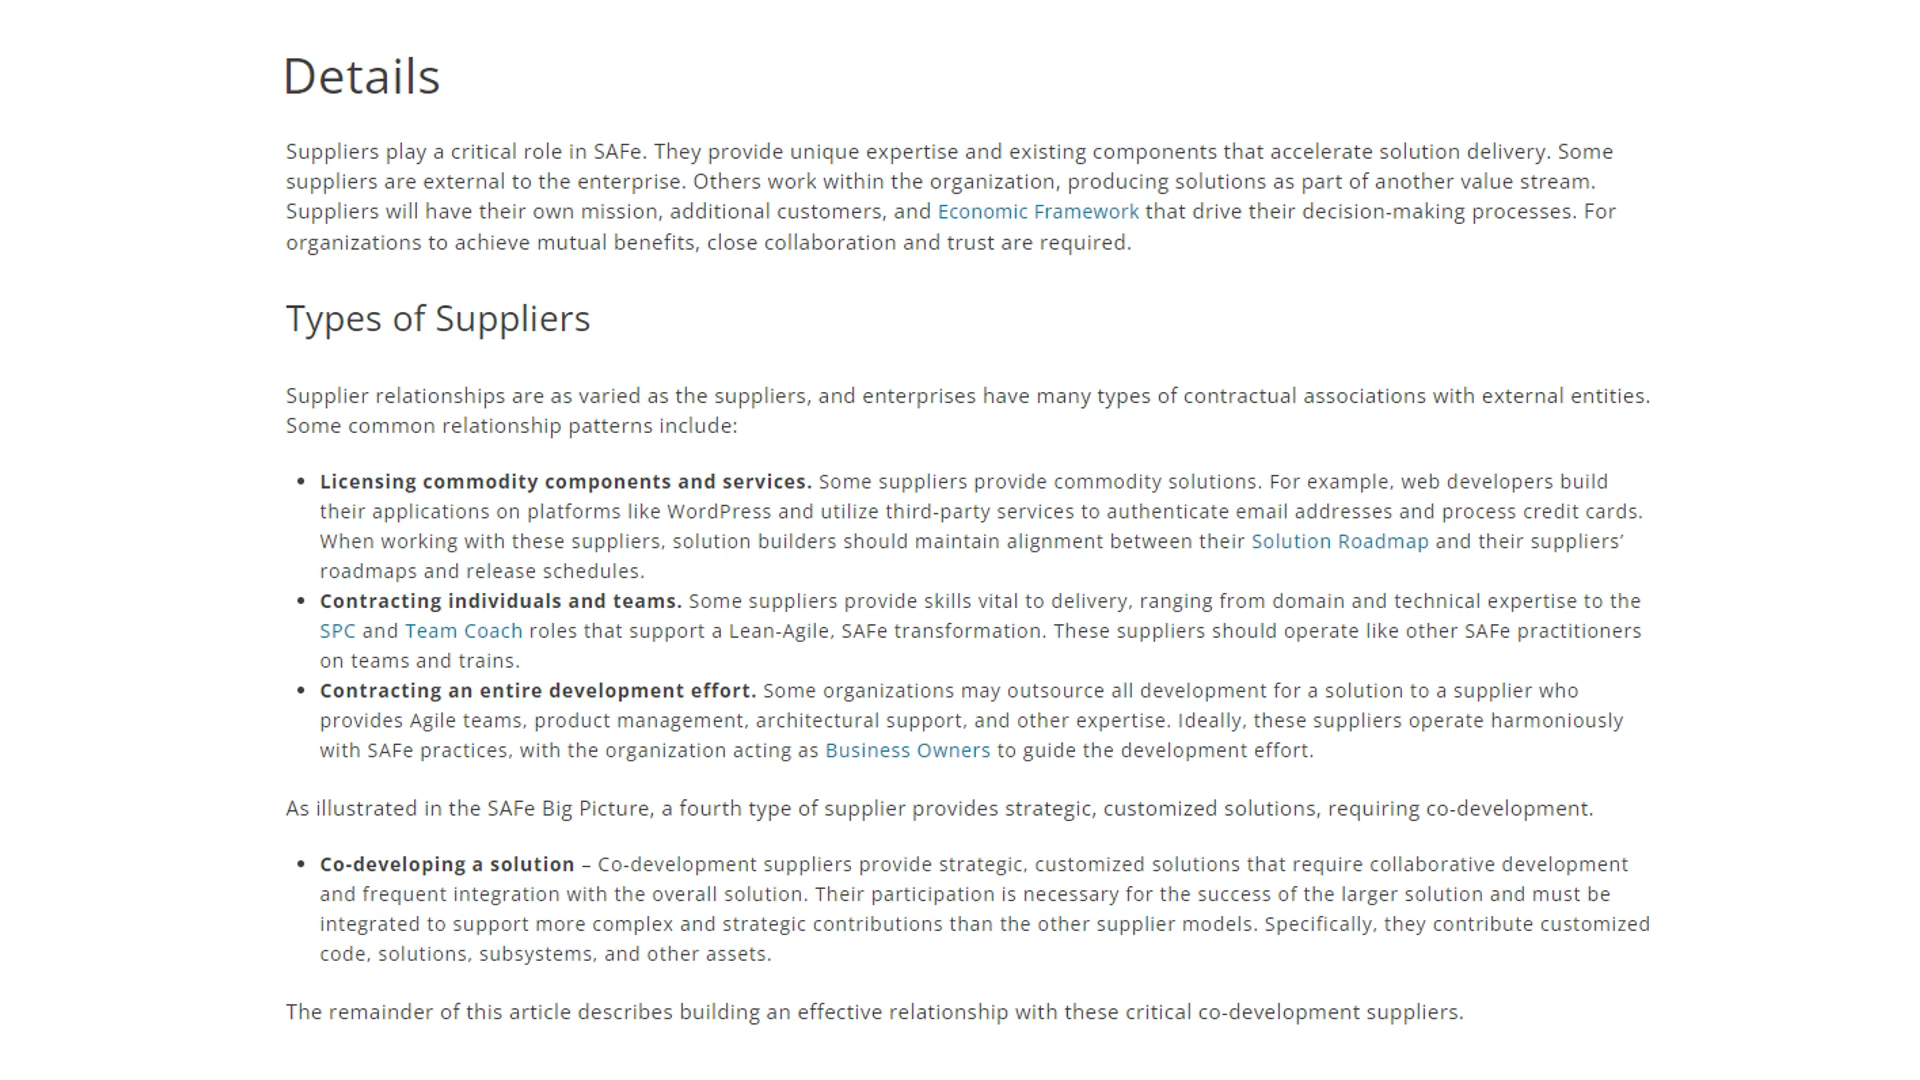 Details
Suppliers play a critical role in SAFe. They provide unique expertise and existing components that accelerate solution delivery. Some
suppliers are external to the enterprise. Others work within the organization, producing solutions as part of another value stream.
Suppliers will have their own mission, additional customers, and Economic Framework that drive their decision-making processes. For
organizations to achieve mutual benefits, close collaboration and trust are required.
Types of Suppliers
Supplier relationships are as varied as the suppliers, and enterprises have many types of contractual associations with external entities.
Some common relationship patterns include:
• Licensing commodity components and services. Some suppliers provide commodity solutions. For example, web developers build
their applications on platforms like WordPress and utilize third-party services to authenticate email addresses and process credit cards.
When working with these suppliers, solution builders should maintain alignment between their Solution Roadmap and their suppliers’
roadmaps and release schedules.
• Contracting individuals and teams. Some suppliers provide skills vital to delivery, ranging from domain and technical expertise to the
SPC and Team Coach roles that support a Lean-Agile, SAFe transformation. These suppliers should operate like other SAFe practitioners
on teams and trains.
• Contracting an entire development effort. Some organizations may outsource all development for a solution to a supplier who
provides Agile teams, product management, architectural support, and other expertise. Ideally, these suppliers operate harmoniously
with SAFe practices, with the organization acting as Business Owners to guide the development effort.
As illustrated in the SAFe Big Picture, a fourth type of supplier provides strategic, customized solutions, requiring co-development.
• Co-developing a solution – Co-development suppliers provide strategic, customized solutions that require collaborative development
and frequent integration with the overall solution. Their participation is necessary for the success of the larger solution and must be
integrated to support more complex and strategic contributions than the other supplier models. Specifically, they contribute customized
code, solutions, subsystems, and other assets.
The remainder of this article describes building an effective relationship with these critical co-development suppliers.